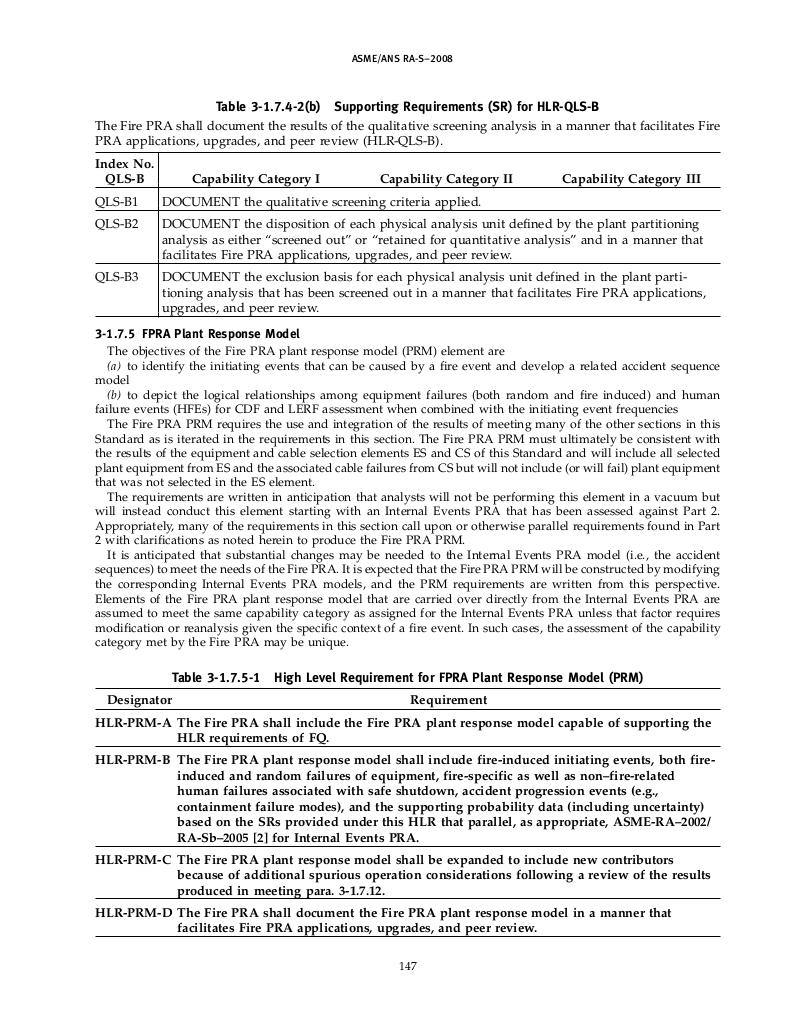 ASME/ANS RA-S–2008
Table 3-1.7.4-2(b) Supporting Requirements (SR) for HLR-QLS-B
The Fire PRA shall document the results of the qualitative screening analysis in a manner that facilitates Fire
PRA applications, upgrades, and peer review (HLR-QLS-B).
Index No.
QLS-B Capability Category I Capability Category II Capability Category III
QLS-B1 DOCUMENT the qualitative screening criteria applied.
QLS-B2 DOCUMENT the disposition of each physical analysis unit defined by the plant partitioning
analysis as either “screened out” or “retained for quantitative analysis” and in a manner that
facilitates Fire PRA applications, upgrades, and peer review.
QLS-B3 DOCUMENT the exclusion basis for each physical analysis unit defined in the plant parti-
tioning analysis that has been screened out in a manner that facilitates Fire PRA applications,
upgrades, and peer review.
3-1.7.5 FPRA Plant Response Model
The objectives of the Fire PRA plant response model (PRM) element are
(a) to identify the initiating events that can be caused by a fire event and develop a related accident sequence
model
(b) to depict the logical relationships among equipment failures (both random and fire induced) and human
failure events (HFEs) for CDF and LERF assessment when combined with the initiating event frequencies
The Fire PRA PRM requires the use and integration of the results of meeting many of the other sections in this
Standard as is iterated in the requirements in this section. The Fire PRA PRM must ultimately be consistent with
the results of the equipment and cable selection elements ES and CS of this Standard and will include all selected
plant equipment from ES and the associated cable failures from CS but will not include (or will fail) plant equipment
that was not selected in the ES element.
The requirements are written in anticipation that analysts will not be performing this element in a vacuum but
will instead conduct this element starting with an Internal Events PRA that has been assessed against Part 2.
Appropriately, many of the requirements in this section call upon or otherwise parallel requirements found in Part
2 with clarifications as noted herein to produce the Fire PRA PRM.
It is anticipated that substantial changes may be needed to the Internal Events PRA model (i.e., the accident
sequences) to meet the needs of the Fire PRA. It is expected that the Fire PRA PRM will be constructed by modifying
the corresponding Internal Events PRA models, and the PRM requirements are written from this perspective.
Elements of the Fire PRA plant response model that are carried over directly from the Internal Events PRA are
assumed to meet the same capability category as assigned for the Internal Events PRA unless that factor requires
modification or reanalysis given the specific context of a fire event. In such cases, the assessment of the capability
category met by the Fire PRA may be unique.
Table 3-1.7.5-1 High Level Requirement for FPRA Plant Response Model (PRM)
Designator Requirement
HLR-PRM-A The Fire PRA shall include the Fire PRA plant response model capable of supporting the
HLR requirements of FQ.
HLR-PRM-B The Fire PRA plant response model shall include fire-induced initiating events, both fire-
induced and random failures of equipment, fire-specific as well as non–fire-related
human failures associated with safe shutdown, accident progression events (e.g.,
containment failure modes), and the supporting probability data (including uncertainty)
based on the SRs provided under this HLR that parallel, as appropriate, ASME-RA–2002/
RA-Sb–2005 [2] for Internal Events PRA.
HLR-PRM-C The Fire PRA plant response model shall be expanded to include new contributors
because of additional spurious operation considerations following a review of the results
produced in meeting para. 3-1.7.12.
HLR-PRM-D The Fire PRA shall document the Fire PRA plant response model in a manner that
facilitates Fire PRA applications, upgrades, and peer review.
147